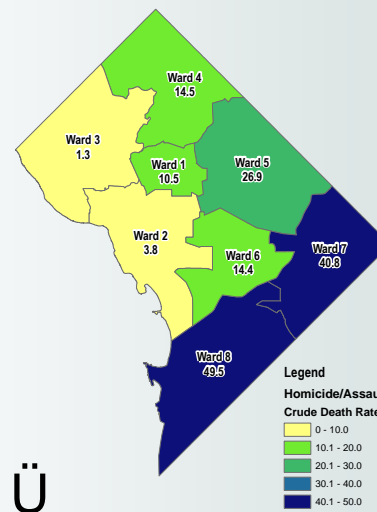 Ward 4
14.5
Ward 3
1.3
Ward 1
10.5
Ward 5
26.9
Ward 2
3.8
Ward 6
14.4
Ward 7
40.8
Ward 8
49.5
Legend
Homicide/Assau
Crude Death Rate
0 - 10.0
10.1 - 20.0
20.1 - 30.0
30.1 - 40.0
40.1 - 50.0
Ü